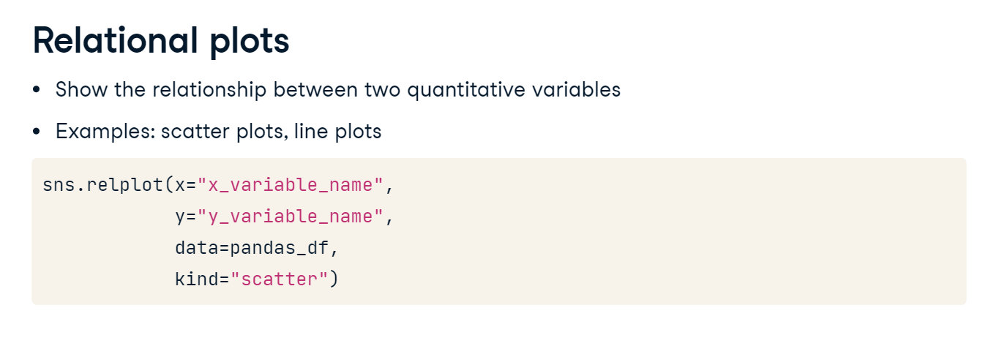 Relational plots
• Show the relationship between two quantitative variables
• Examples: scatter plots, line plots
sns.relplot(x="x_variable_name",
            y="y_variable_name",
            data=pandas_df,
            kind="scatter")